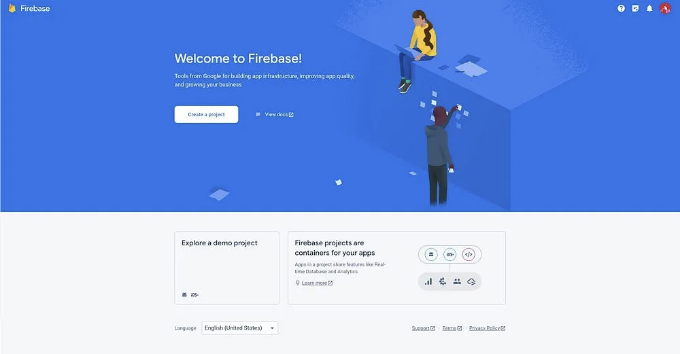 Firebase
Welcome to Firebase!
Tools from Google for building app infrastructure, improving app quality,
and growing your business
Create a project
View docs
Explore a demo project
iOS+
Firebase projects are
containers for your apps
Apps in a project share features like Real-
time Database and Analytics
Learn more
iOS+
</>
Language
English (United States)
Support
Terms
Privacy Policy